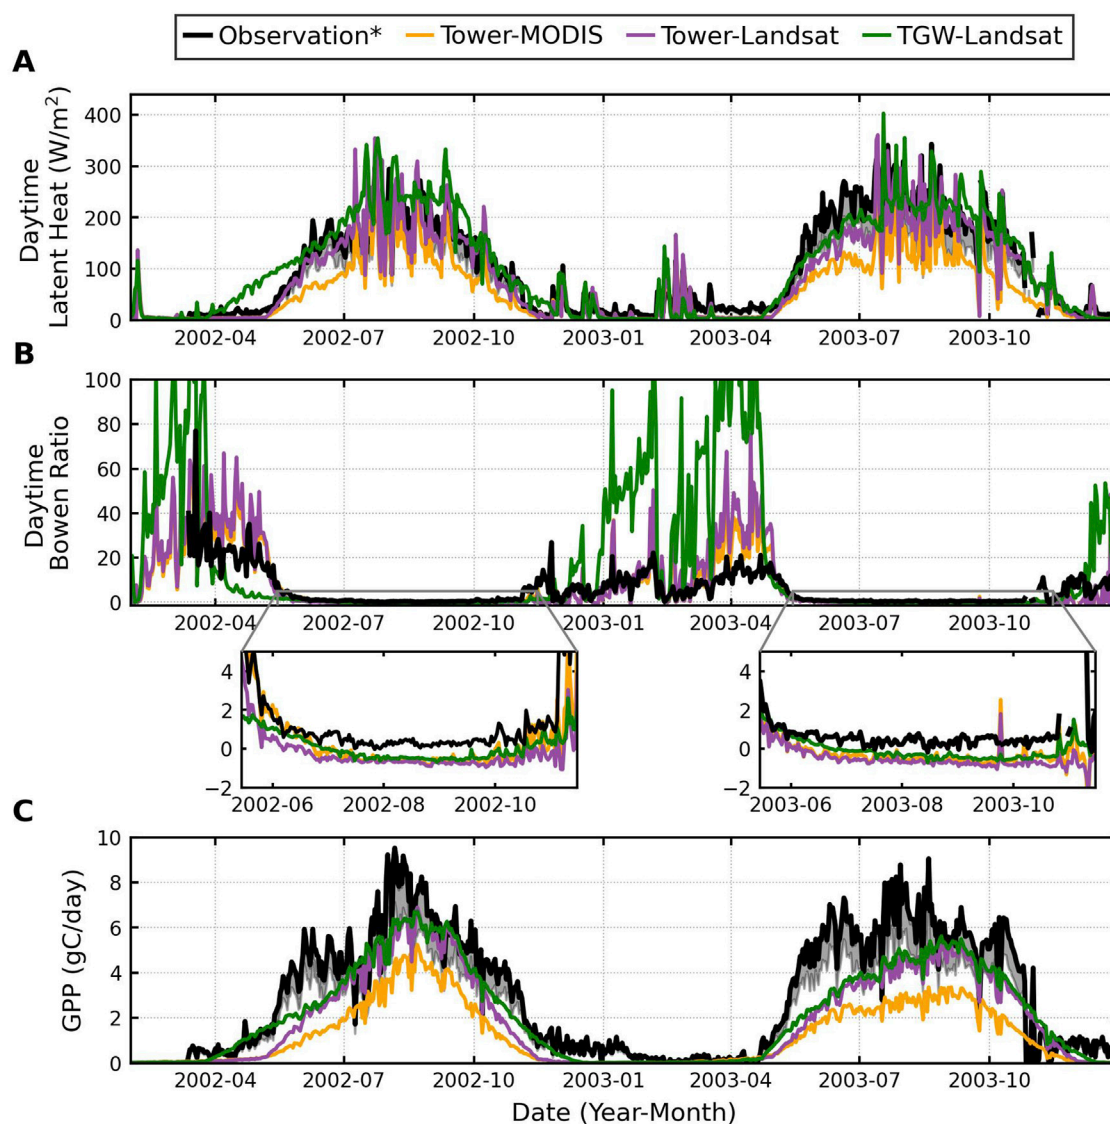 Observation* Tower-MODIS Tower-Landsat TGW-Landsat
A
Daytime
Latent Heat (W/m²)
400
300
200
100
0
2002-04 2002-07 2002-10 2003-01 2003-04 2003-07 2003-10
B
Daytime
Bowen Ratio
100
80
60
40
20
0
2002-04 2002-07 2002-10 2003-01 2003-04 2003-07 2003-10
4
2
0
−2
2002-06 2002-08 2002-10
4
2
0
−2
2003-06 2003-08 2003-10
C
GPP (gC/day)
10
8
6
4
2
0
2002-04 2002-07 2002-10 2003-01 2003-04 2003-07 2003-10
Date (Year-Month)